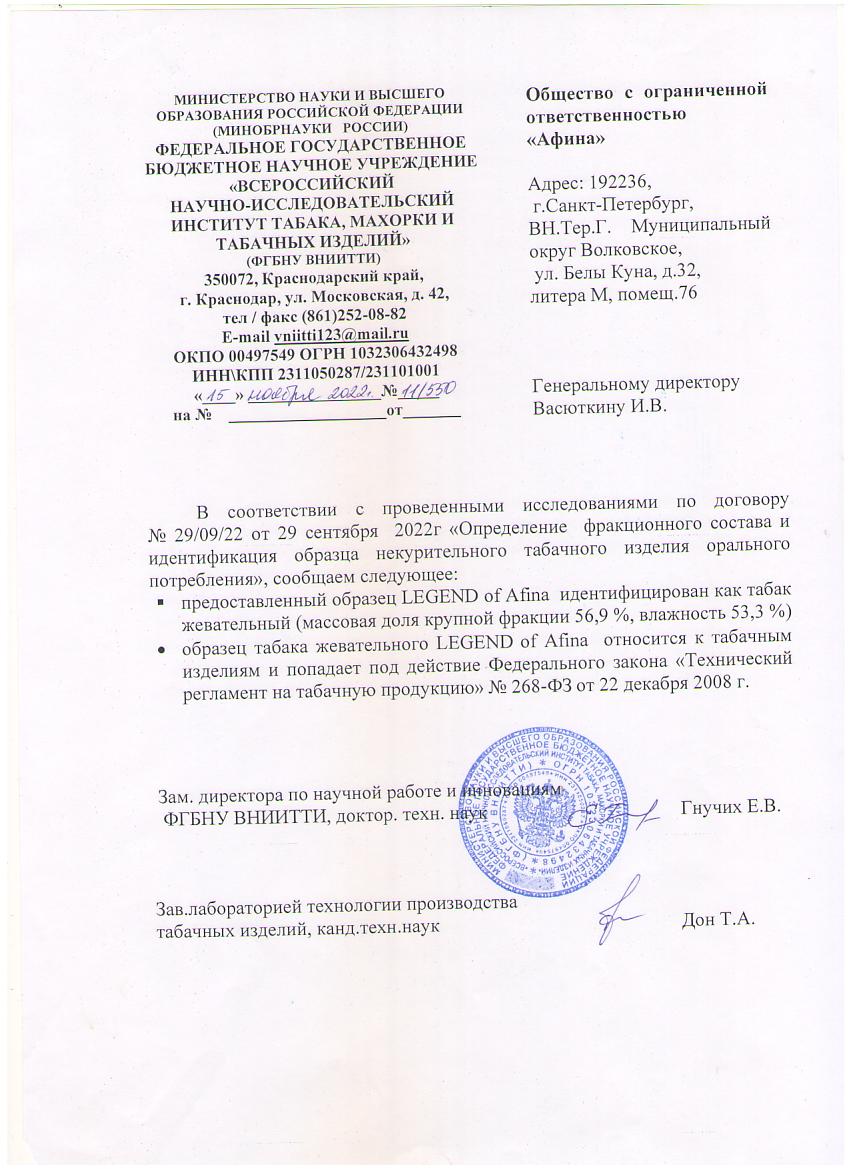 МИНИСТЕРСТВО НАУКИ И ВЫСШЕГО
ОБРАЗОВАНИЯ РОССИЙСКОЙ ФЕДЕРАЦИИ
(МИНОБРНАУКИ РОССИИ)
ФЕДЕРАЛЬНОЕ ГОСУДАРСТВЕННОЕ
БЮДЖЕТНОЕ НАУЧНОЕ УЧРЕЖДЕНИЕ
«ВСЕРОССИЙСКИЙ
НАУЧНО-ИССЛЕДОВАТЕЛЬСКИЙ
ИНСТИТУТ ТАБАКА, МАХОРКИ И
ТАБАЧНЫХ ИЗДЕЛИЙ»
(ФГБНУ ВНИИТТИ)
350072, Краснодарский край,
г. Краснодар, ул. Московская, д. 42,
тел / факс (861)252-08-82
E-mail vniitti123@mail.ru
ОКПО 00497549 ОГРН 1032306432498
ИНН\КПП 2311050287/231101001
«15» ноября 2022г. № 11/550
на № от
Общество с ограниченной
ответственностью
«Афина»
Адрес: 192236,
г.Санкт-Петербург,
ВН.Тер.Г. Муниципальный
округ Волковское,
ул. Белы Куна, д.32,
литера М, помещ.76
Генеральному директору
Васюткину И.В.
В соответствии с проведенными исследованиями по договору
№ 29/09/22 от 29 сентября 2022г «Определение фракционного состава и
идентификация образца некурительного табачного изделия орального
потребления», сообщаем следующее:
▪ предоставленный образец LEGEND of Afina идентифицирован как табак
жевательный (массовая доля крупной фракции 56,9 %, влажность 53,3 %)
• образец табака жевательного LEGEND of Afina относится к табачным
изделиям и попадает под действие Федерального закона «Технический
регламент на табачную продукцию» № 268-ФЗ от 22 декабря 2008 г.
Зам. директора по научной работе и инновациям
ФГБНУ ВНИИТТИ, доктор. техн. наук
Гнучих Е.В.
Зав.лабораторией технологии производства
табачных изделий, канд.техн.наук
Дон Т.А.